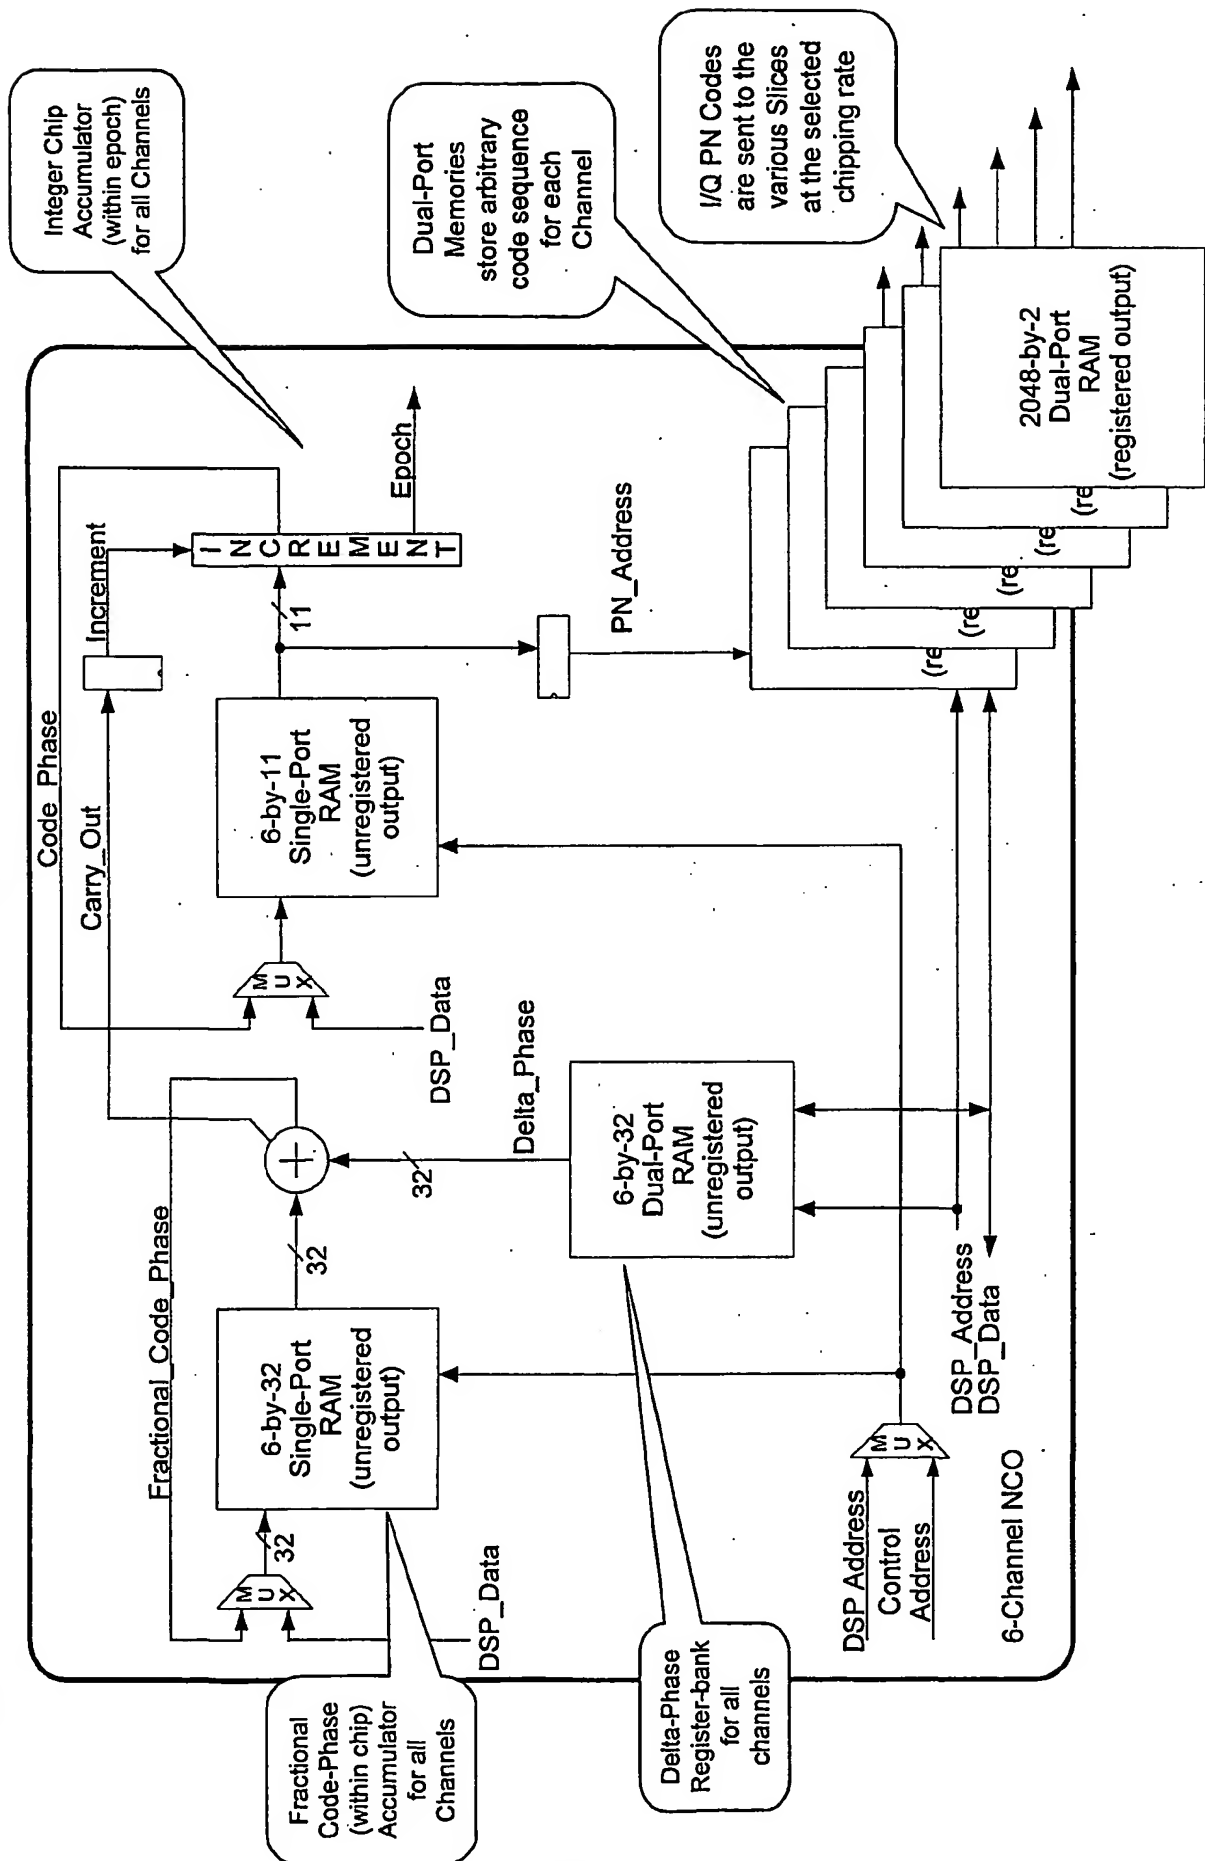 Integer Chip
Accumulator
(within epoch)
for all Channels
Dual-Port
Memories
store arbitrary
code sequence
for each
Channel
I/Q PN Codes
are sent to the
various Slices
at the selected
chipping rate
Code_Phase
Carry_Out
Increment
INCREMENT
Epoch
11
6-by-11
Single-Port
RAM
(unregistered
output)
MUX
DSP_Data
PN_Address
2048-by-2
Dual-Port
RAM
(registered output)
(re
(re
(re
(re
(re
Fractional_Code_Phase
32
Delta_Phase
32
6-by-32
Single-Port
RAM
(unregistered
output)
32
MUX
DSP_Data
6-by-32
Dual-Port
RAM
(unregistered
output)
DSP_Address
DSP_Data
MUX
DSP Address
Control
Address
6-Channel NCO
Fractional
Code-Phase
(within chip)
Accumulator
for all
Channels
Delta-Phase
Register-bank
for all
channels